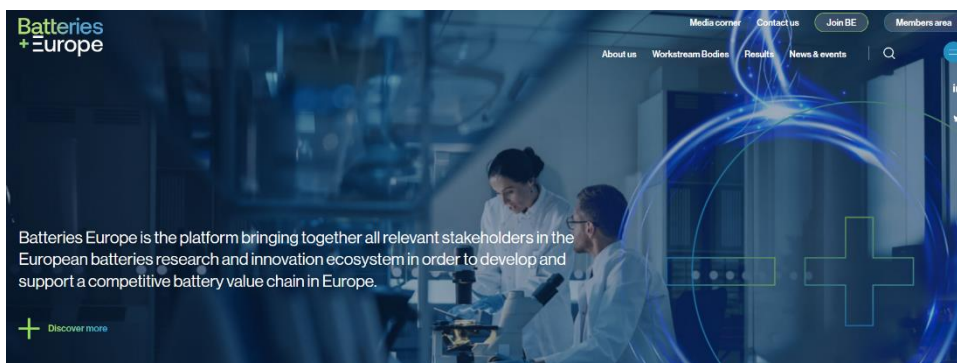 Batteries
+Europe
Media corner Contact us Join BE Members area
About us Workstream Bodies Results News & events
Batteries Europe is the platform bringing together all relevant stakeholders in the
European batteries research and innovation ecosystem in order to develop and
support a competitive battery value chain in Europe.
Discover more